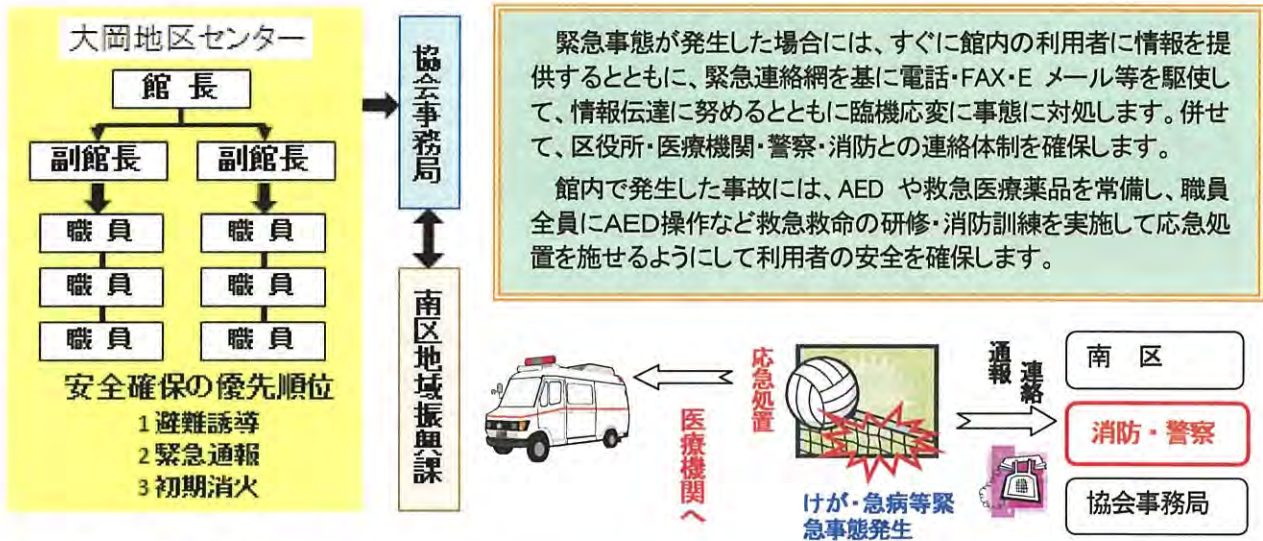 大岡地区センター
館 長
副館長
副館長
職 員
職 員
職 員
職 員
職 員
職 員
安全確保の優先順位
1 避難誘導
2 緊急通報
3 初期消火
協会事務局
南区地域振興課
緊急事態が発生した場合には、すぐに館内の利用者に情報を提
供するとともに、緊急連絡網を基に電話・FAX・E メール等を駆使し
て、情報伝達に努めるとともに臨機応変に事態に対処します。併せ
て、区役所・医療機関・警察・消防との連絡体制を確保します。
館内で発生した事故には、AED や救急医療薬品を常備し、職員
全員にAED操作など救急救命の研修・消防訓練を実施して応急処
置を施せるようにして利用者の安全を確保します。
応急処置
医療機関へ
けが・急病等緊
急事態発生
連絡
通報
南 区
消防・警察
協会事務局